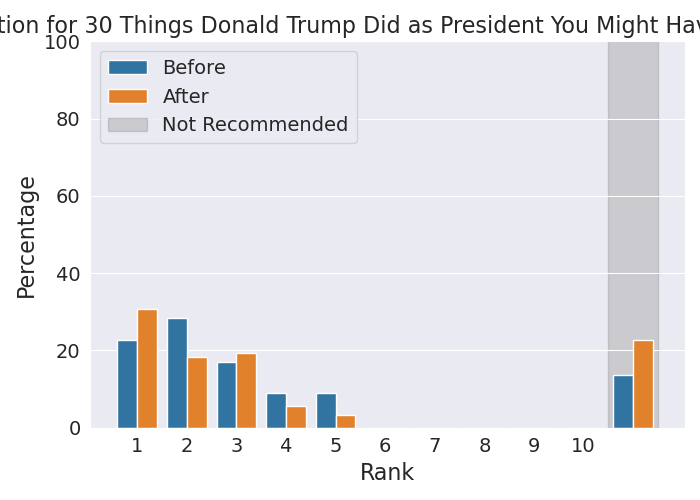 tion for 30 Things Donald Trump Did as President You Might Hav
100
80
60
40
20
0
Percentage
Before
After
Not Recommended
1 2 3 4 5 6 7 8 9 10
Rank